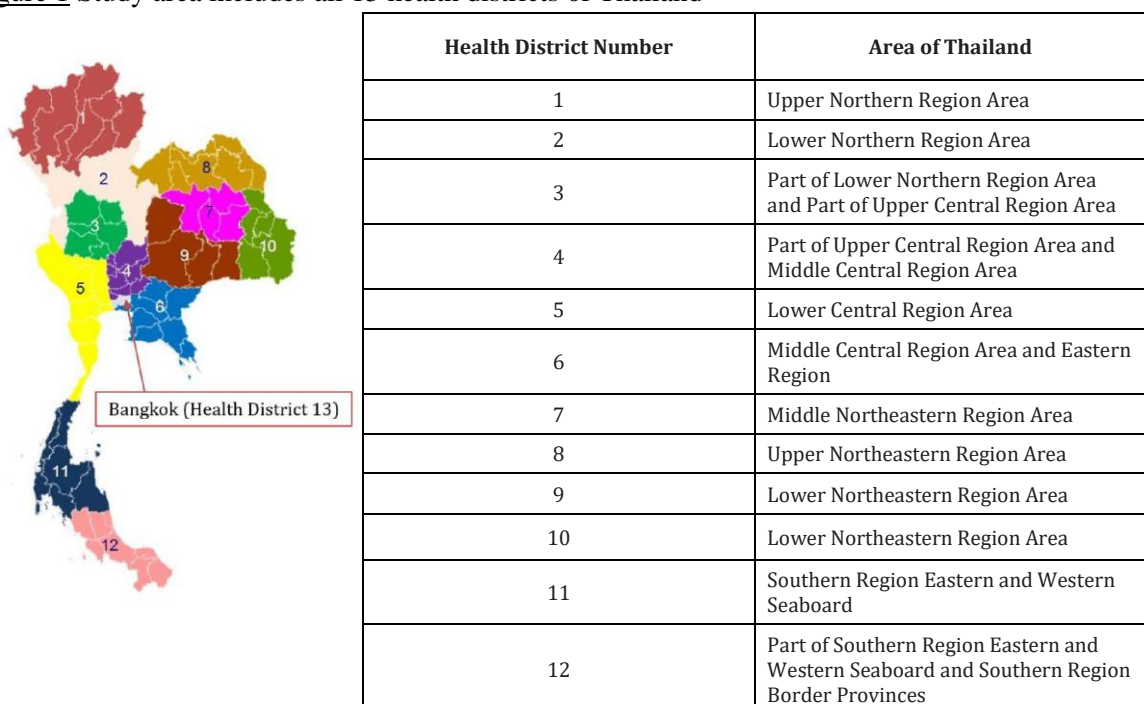 Study area includes all 13 health districts of Thailand
Health District Number
Area of Thailand
1
Upper Northern Region Area
2
Lower Northern Region Area
3
Part of Lower Northern Region Area
and Part of Upper Central Region Area
4
Part of Upper Central Region Area and
Middle Central Region Area
5
Lower Central Region Area
6
Middle Central Region Area and Eastern
Region
7
Middle Northeastern Region Area
8
Upper Northeastern Region Area
9
Lower Northeastern Region Area
10
Lower Northeastern Region Area
11
Southern Region Eastern and Western
Seaboard
12
Part of Southern Region Eastern and
Western Seaboard and Southern Region
Border Provinces
1
2
8
7
3
10
9
4
5
6
Bangkok (Health District 13)
11
12